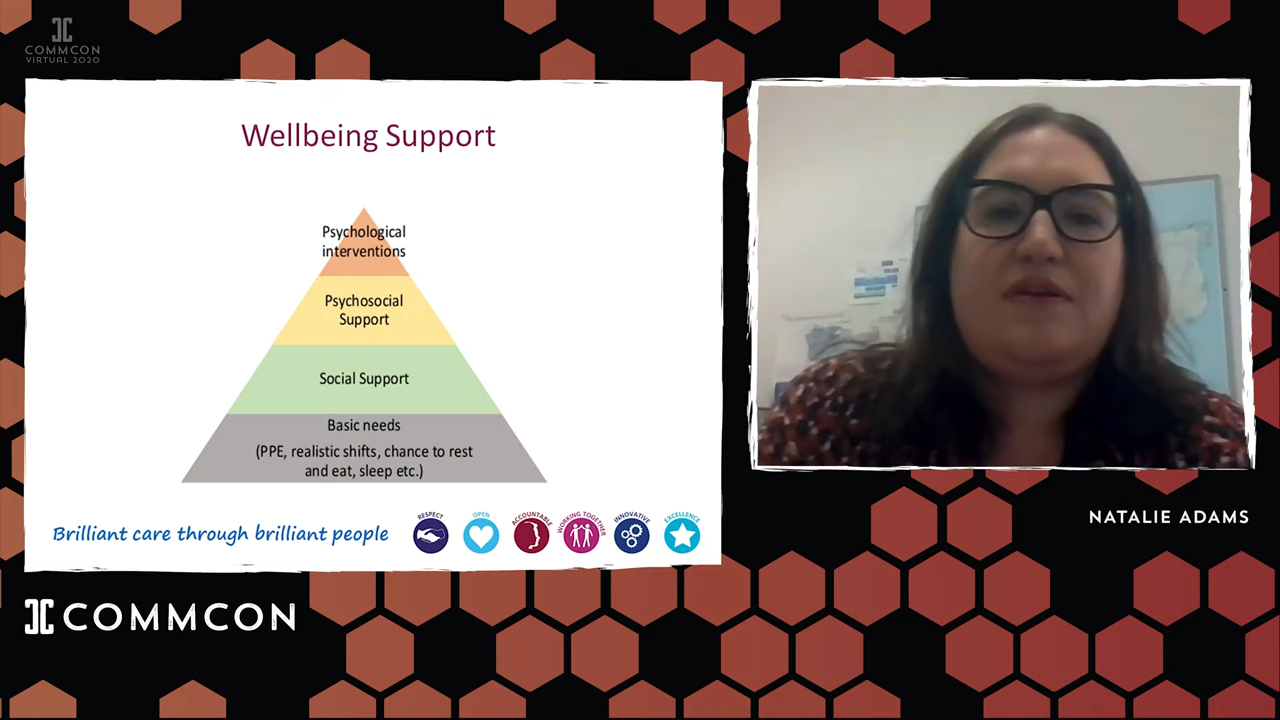 COMMCON
VIRTUAL 2020
Wellbeing Support
Psychological
interventions
Psychosocial
Support
Social Support
Basic needs
(PPE, realistic shifts, chance to rest
and eat, sleep etc.)
Brilliant care through brilliant people
RESPECT
OPEN
ACCOUNTABLE
WORKING TOGETHER
INNOVATIVE
EXCELLENCE
NATALIE ADAMS
COMMCON